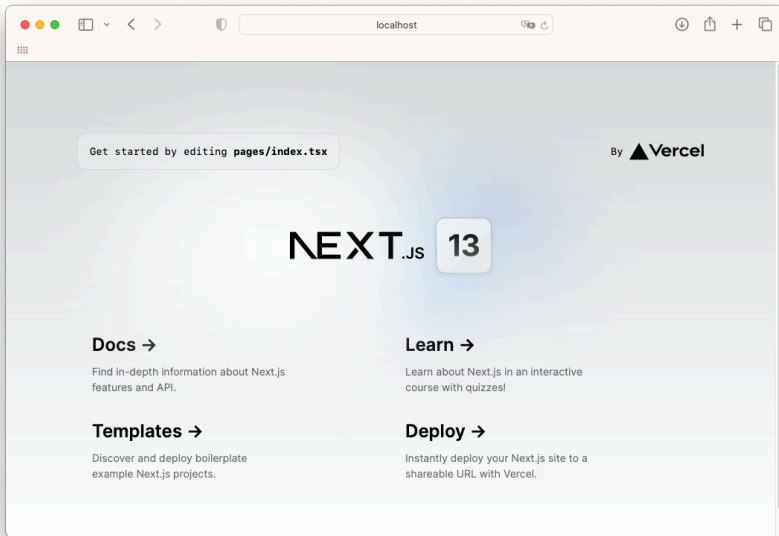 localhost
Get started by editing pages/index.tsx
By Vercel
NEXT.JS 13
Docs →
Find in-depth information about Next.js
features and API.
Learn →
Learn about Next.js in an interactive
course with quizzes!
Templates →
Discover and deploy boilerplate
example Next.js projects.
Deploy →
Instantly deploy your Next.js site to a
shareable URL with Vercel.